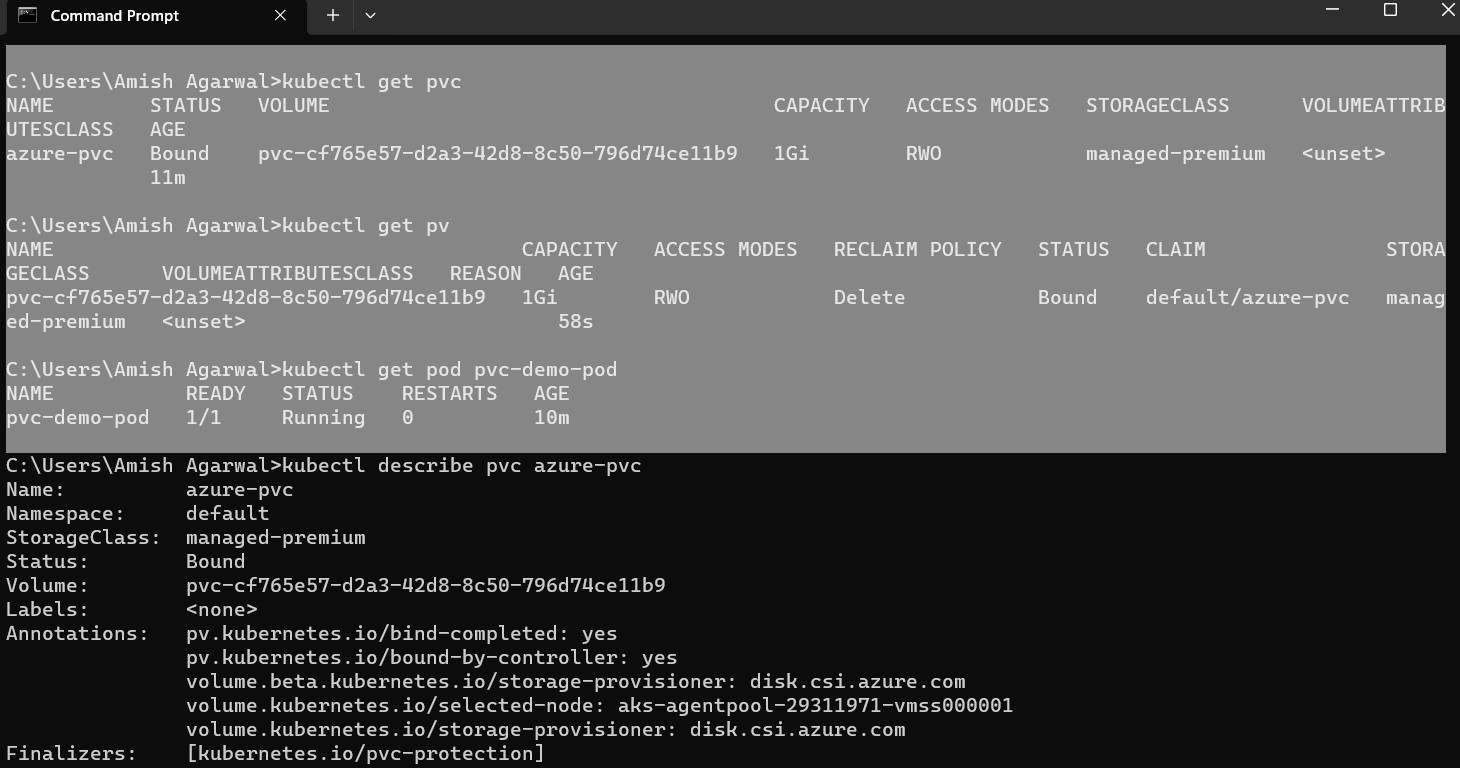 Command Prompt
C:\Users\Amish Agarwal>kubectl get pvc
NAME        STATUS   VOLUME                                     CAPACITY   ACCESS MODES   STORAGECLASS      VOLUMEATTRIB
UTESCLASS   AGE
azure-pvc   Bound    pvc-cf765e57-d2a3-42d8-8c50-796d74ce11b9   1Gi        RWO            managed-premium   <unset>
            11m
C:\Users\Amish Agarwal>kubectl get pv
NAME                                       CAPACITY   ACCESS MODES   RECLAIM POLICY   STATUS   CLAIM               STORA
GECLASS      VOLUMEATTRIBUTESCLASS   REASON   AGE
pvc-cf765e57-d2a3-42d8-8c50-796d74ce11b9   1Gi        RWO            Delete           Bound    default/azure-pvc   manag
ed-premium   <unset>                          58s
C:\Users\Amish Agarwal>kubectl get pod pvc-demo-pod
NAME           READY   STATUS    RESTARTS   AGE
pvc-demo-pod   1/1     Running   0          10m
C:\Users\Amish Agarwal>kubectl describe pvc azure-pvc
Name:          azure-pvc
Namespace:     default
StorageClass:  managed-premium
Status:        Bound
Volume:        pvc-cf765e57-d2a3-42d8-8c50-796d74ce11b9
Labels:        <none>
Annotations:   pv.kubernetes.io/bind-completed: yes
               pv.kubernetes.io/bound-by-controller: yes
               volume.beta.kubernetes.io/storage-provisioner: disk.csi.azure.com
               volume.kubernetes.io/selected-node: aks-agentpool-29311971-vmss000001
               volume.kubernetes.io/storage-provisioner: disk.csi.azure.com
Finalizers:    [kubernetes.io/pvc-protection]